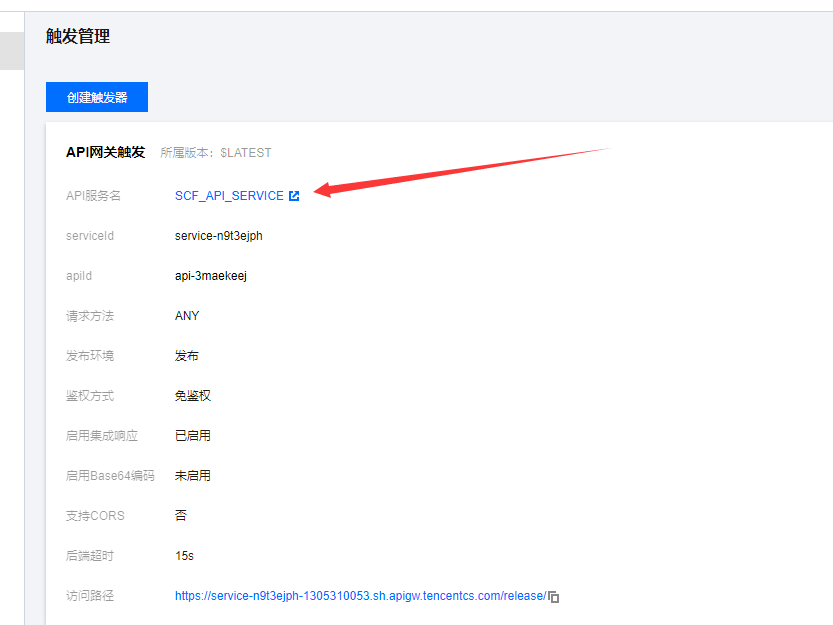 触发管理
创建触发器
API网关触发 所属版本: $LATEST
API服务名 SCF_API_SERVICE
serviceId service-n9t3ejph
apiId api-3maekeej
请求方法 ANY
发布环境 发布
鉴权方式 免鉴权
启用集成响应 已启用
启用Base64编码 未启用
支持CORS 否
后端超时 15s
访问路径 https://service-n9t3ejph-1305310053.sh.apigw.tencentcs.com/release/